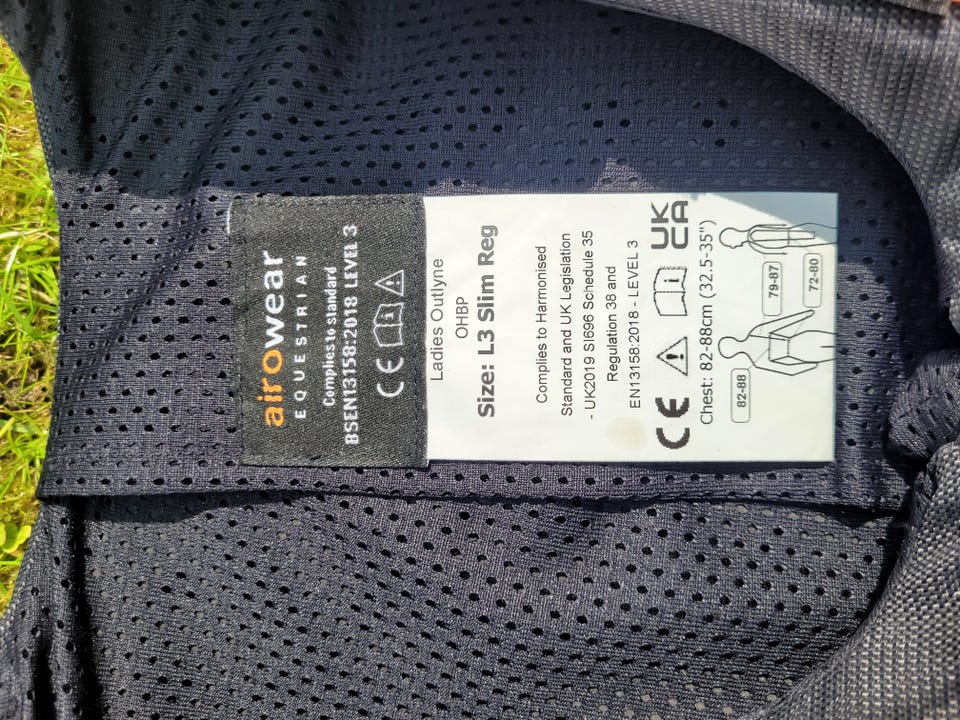 airowear
EQUESTRIAN
Complies to standard
BSEN13158:2018 LEVEL 3
CE
Ladies Outlyne
OHBP
Size: L3 Slim Reg
Complies to Harmonised
Standard and UK Legislation
- UK2019 SI696 Schedule 35
Regulation 38 and
EN13158:2018 - LEVEL 3
CE UK
CA
Chest: 82-88cm (32.5-35")
82-88
79-87
72-80